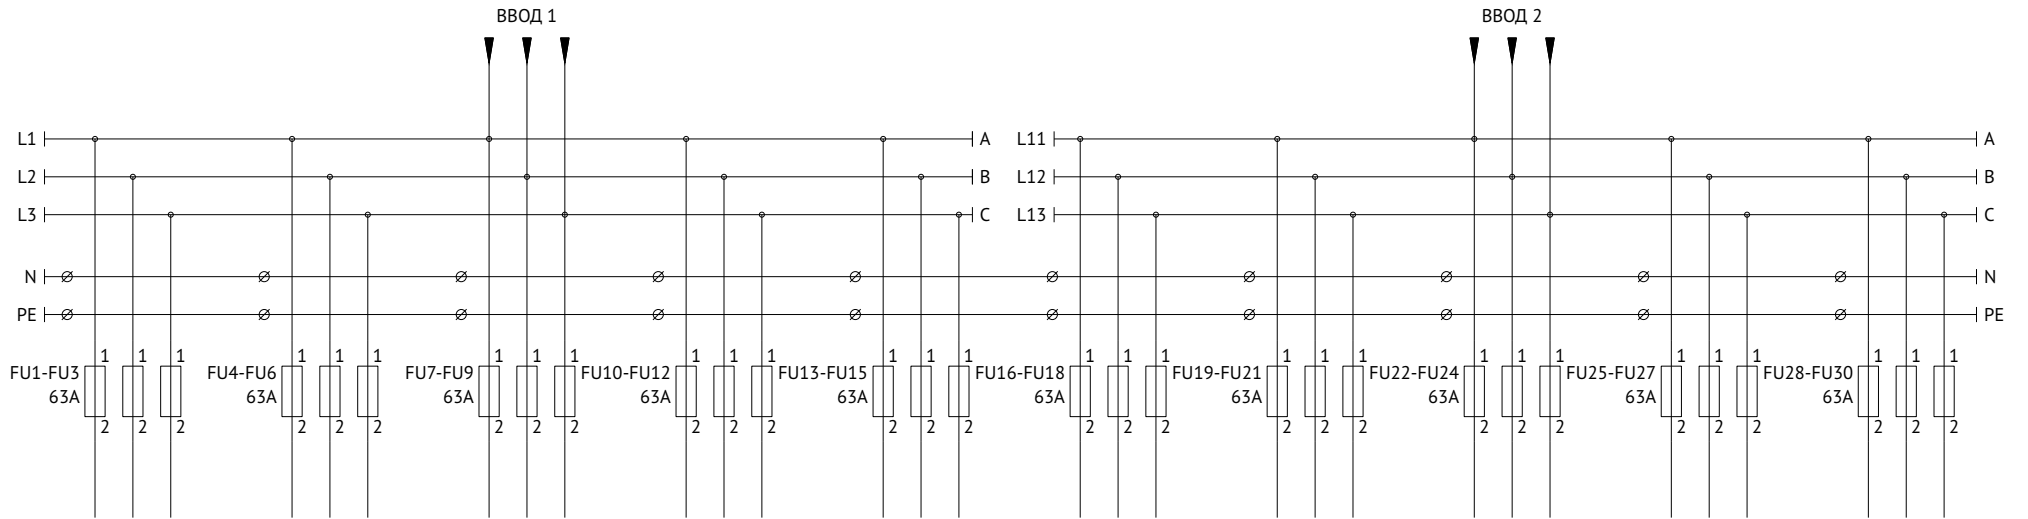 ВВОД 1 ВВОД 2
L1 A L11 A
L2 B L12 B
L3 C L13 C
N N
PE PE
1 1 1 1 1 1 1 1 1 1 1 1 1 1 1 1 1 1 1 1 1 1 1 1 1 1 1 1 1 1
FU1-FU3 FU4-FU6 FU7-FU9 FU10-FU12 FU13-FU15 FU16-FU18 FU19-FU21 FU22-FU24 FU25-FU27 FU28-FU30
63A 63A 63A 63A 63A 63A 63A 63A 63A 63A
2 2 2 2 2 2 2 2 2 2 2 2 2 2 2 2 2 2 2 2 2 2 2 2 2 2 2 2 2 2